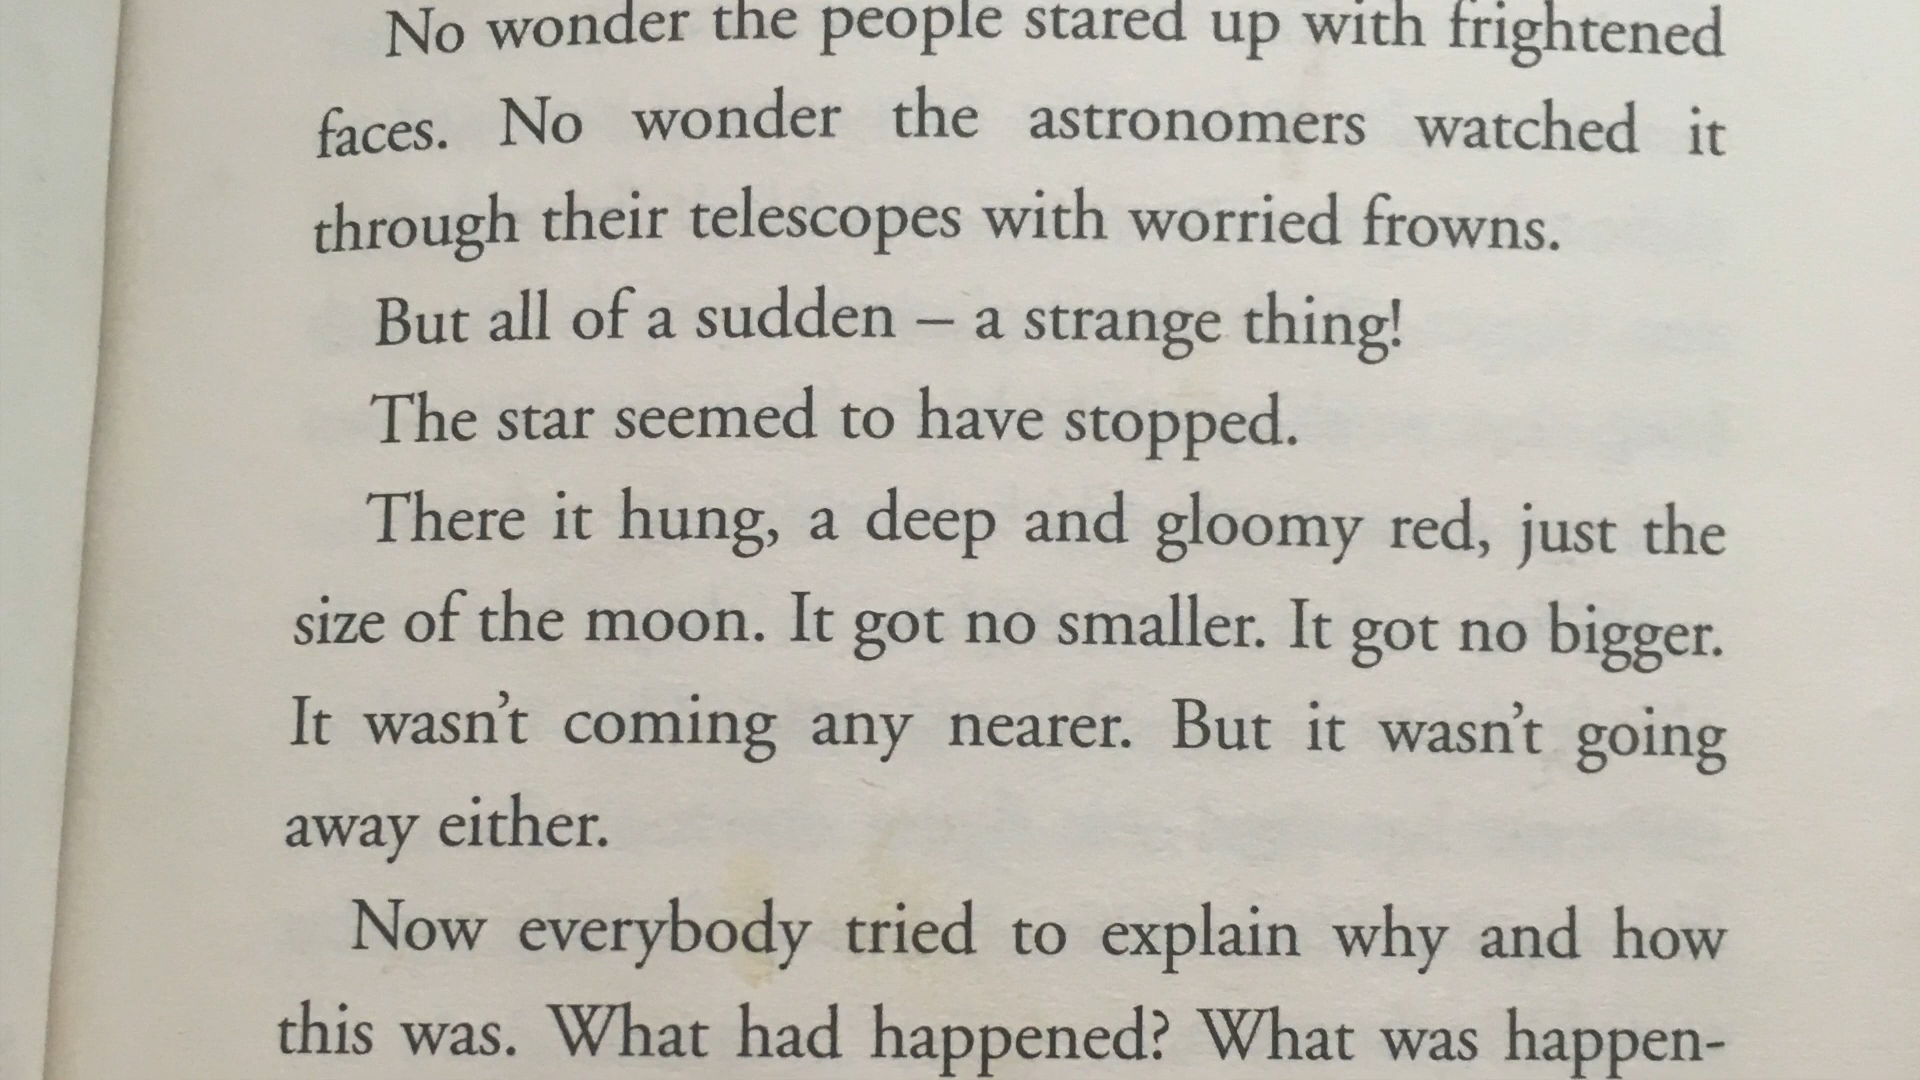 No wonder the people stared up with frightened
faces. No wonder the astronomers watched it
through their telescopes with worried frowns.
But all of a sudden – a strange thing!
The star seemed to have stopped.
There it hung, a deep and gloomy red, just the
size of the moon. It got no smaller. It got no bigger.
It wasn't coming any nearer. But it wasn't going
away either.
Now everybody tried to explain why and how
this was. What had happened? What was happen-